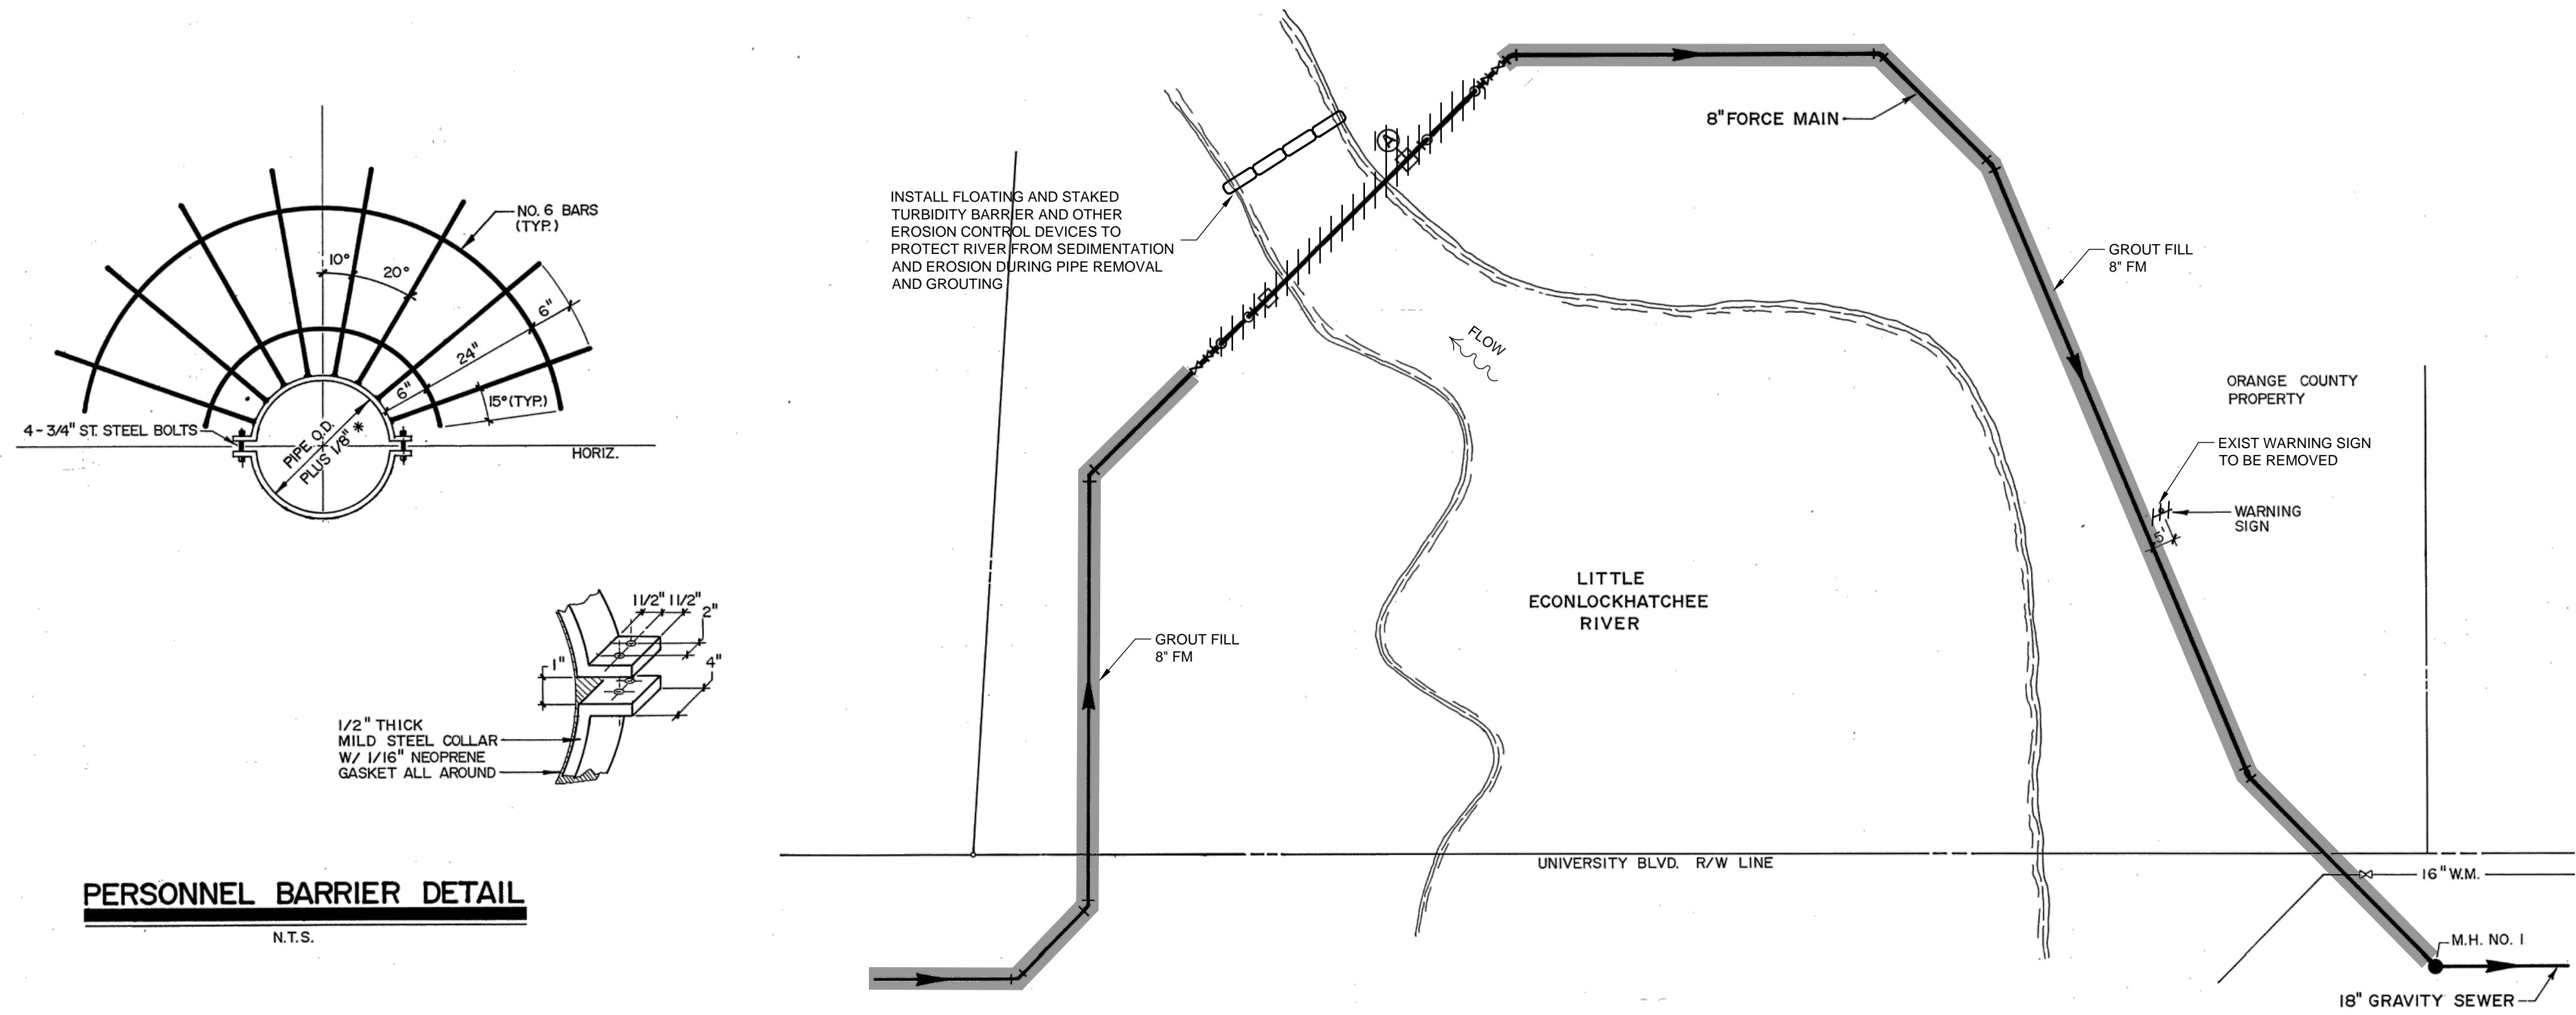 NO. 6 BARS
(TYP.)
10°
20°
6"
24"
6"
15° (TYP.)
4 - 3/4" ST. STEEL BOLTS
PIPE O.D.
PLUS 1/8" *
HORIZ.
1 1/2" 1 1/2"
2"
4"
1"
1/2" THICK
MILD STEEL COLLAR
W/ 1/16" NEOPRENE
GASKET ALL AROUND
PERSONNEL BARRIER DETAIL
N.T.S.
INSTALL FLOATING AND STAKED
TURBIDITY BARRIER AND OTHER
EROSION CONTROL DEVICES TO
PROTECT RIVER FROM SEDIMENTATION
AND EROSION DURING PIPE REMOVAL
AND GROUTING
A
8" FORCE MAIN
GROUT FILL
8" FM
FLOW
ORANGE COUNTY
PROPERTY
EXIST WARNING SIGN
TO BE REMOVED
WARNING
SIGN
5'
LITTLE
ECONLOCKHATCHEE
RIVER
GROUT FILL
8" FM
UNIVERSITY BLVD. R/W LINE
16" W.M.
M.H. NO. 1
18" GRAVITY SEWER